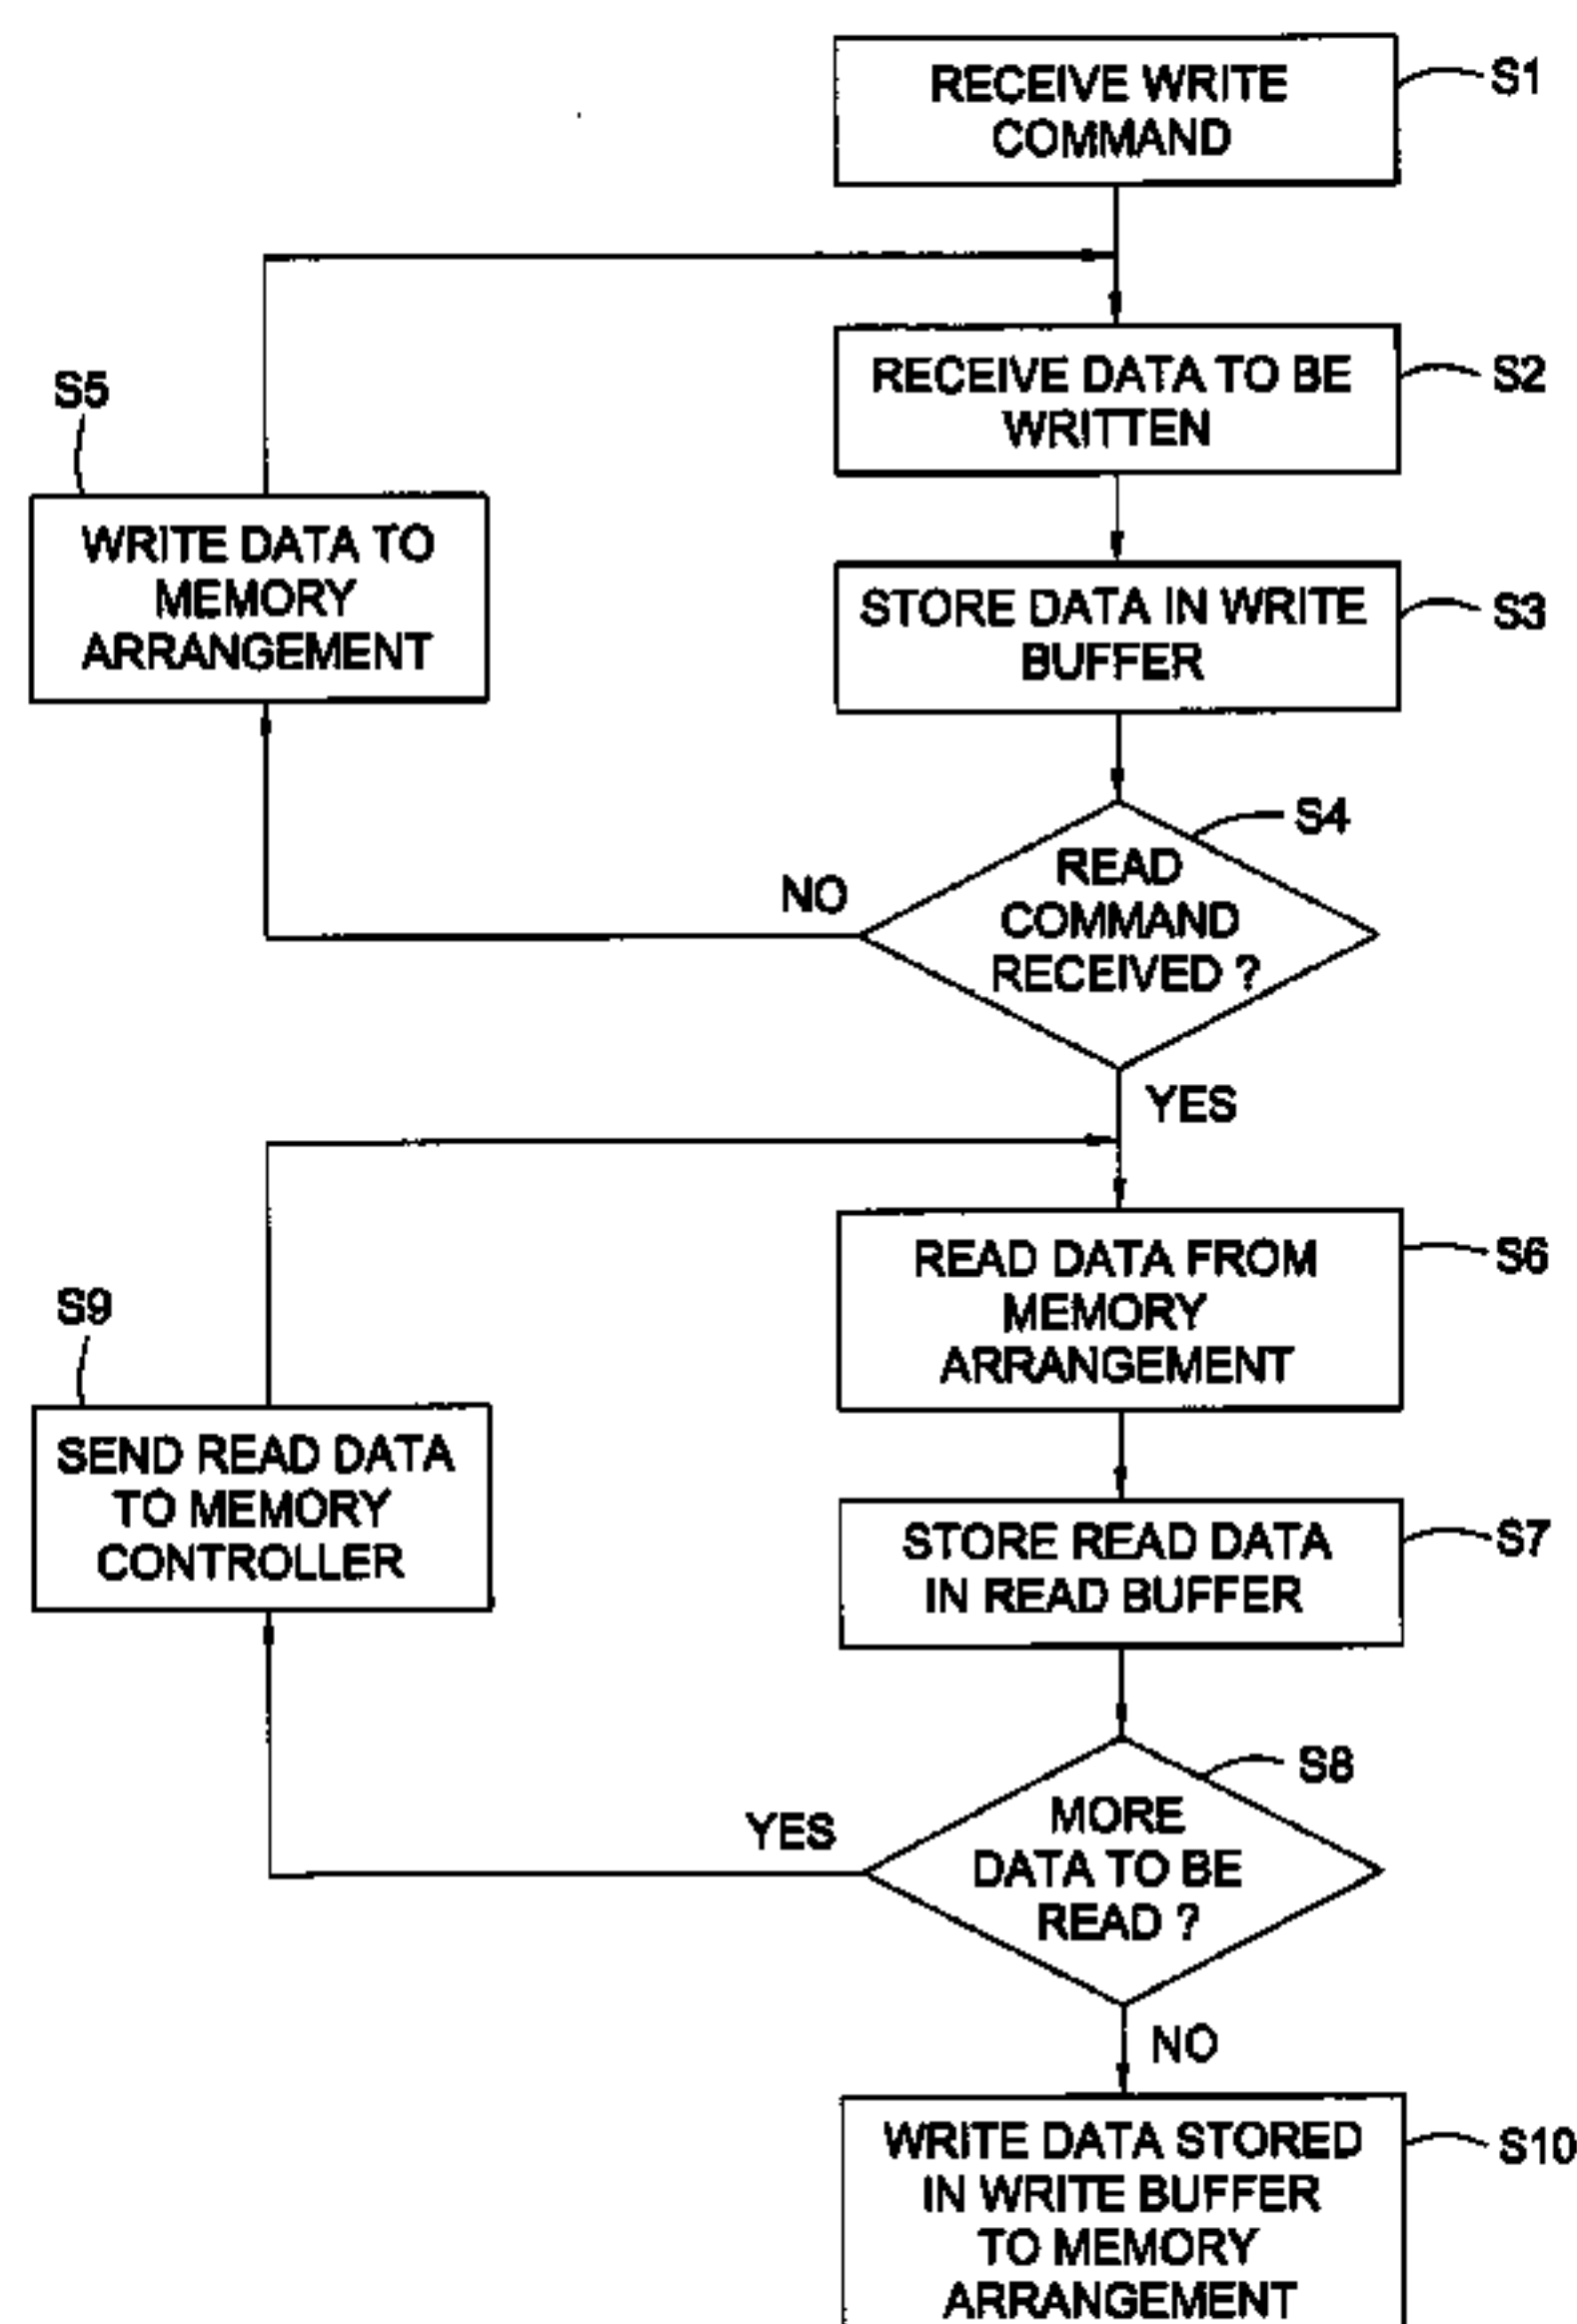 RECEIVE WRITE
COMMAND
S1
RECEIVE DATA TO BE
WRITTEN
S2
S5
WRITE DATA TO
MEMORY
ARRANGEMENT
STORE DATA IN WRITE
BUFFER
S3
S4
READ
COMMAND
RECEIVED ?
NO
YES
READ DATA FROM
MEMORY
ARRANGEMENT
S6
S9
SEND READ DATA
TO MEMORY
CONTROLLER
STORE READ DATA
IN READ BUFFER
S7
S8
MORE
DATA TO BE
READ ?
YES
NO
WRITE DATA STORED
IN WRITE BUFFER
TO MEMORY
ARRANGEMENT
S10